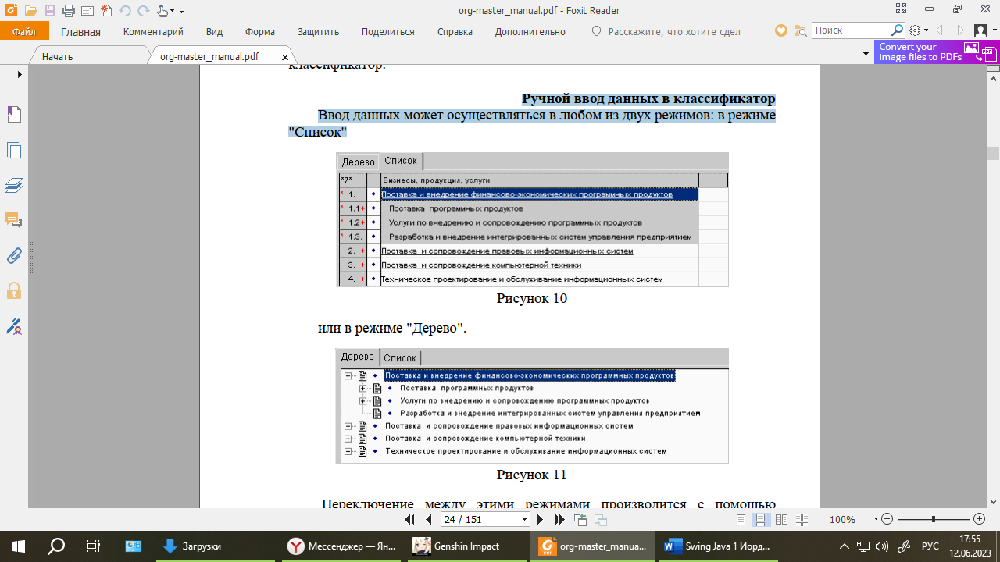 org-master_manual.pdf - Foxit Reader
Файл Главная Комментарий Вид Форма Защитить Поделиться Справка Дополнительно Расскажите, что хотите сдел Поиск
Начать org-master_manual.pdf
Convert your
image files to PDFs
классификатор.
Ручной ввод данных в классификатор
Ввод данных может осуществляться в любом из двух режимов: в режиме
"Список"
Дерево Список
*7* Бизнесы, продукция, услуги
* 1. • Поставка и внедрение финансово-экономических программных продуктов
* 1.1+ • Поставка программных продуктов
* 1.2+ • Услуги по внедрению и сопровождению программных продуктов
* 1.3. • Разработка и внедрение интегрированных систем управления предприятием
2. + • Поставка и сопровождение правовых информационных систем
3. + • Поставка и сопровождение компьютерной техники
4. + • Техническое проектирование и обслуживание информационных систем
Рисунок 10
или в режиме "Дерево".
Дерево Список
• Поставка и внедрение финансово-экономических программных продуктов
• Поставка программных продуктов
• Услуги по внедрению и сопровождению программных продуктов
• Разработка и внедрение интегрированных систем управления предприятием
• Поставка и сопровождение правовых информационных систем
• Поставка и сопровождение компьютерной техники
• Техническое проектирование и обслуживание информационных систем
Рисунок 11
Переключение между этими режимами производится с помощью
24 / 151 100%
Загрузки Мессенджер — Ян... Genshin Impact org-master_manua... Swing Java 1 Иорд... РУС 17:55
12.06.2023